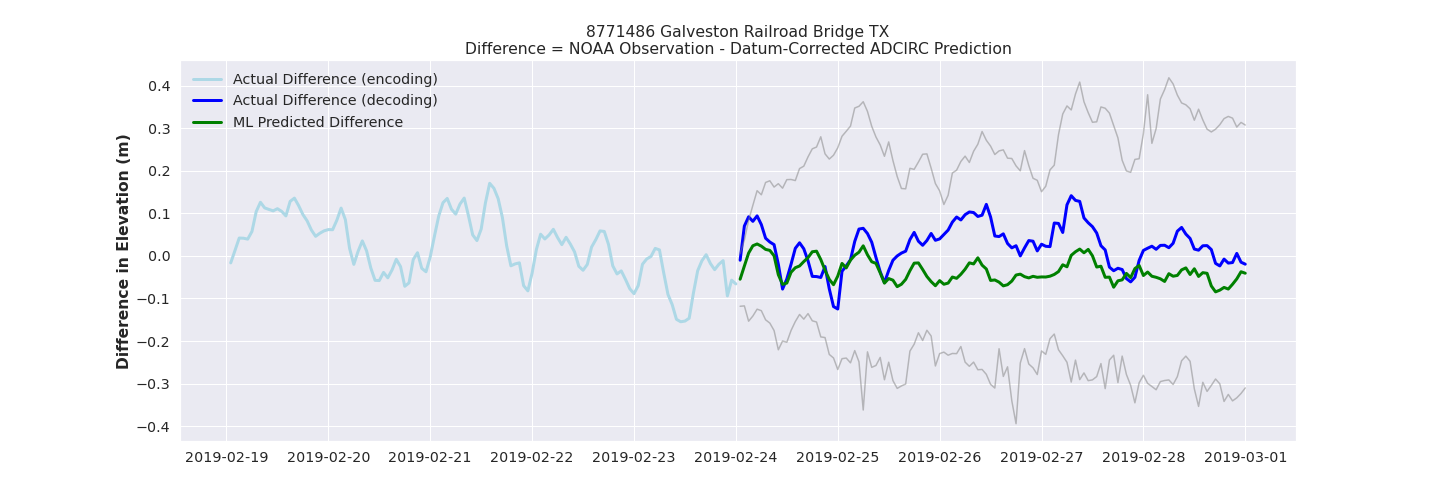 8771486 Galveston Railroad Bridge TX
Difference = NOAA Observation - Datum-Corrected ADCIRC Prediction
Actual Difference (encoding)
Actual Difference (decoding)
ML Predicted Difference
Difference in Elevation (m)
0.4
0.3
0.2
0.1
0.0
−0.1
−0.2
−0.3
−0.4
2019-02-19 2019-02-20 2019-02-21 2019-02-22 2019-02-23 2019-02-24 2019-02-25 2019-02-26 2019-02-27 2019-02-28 2019-03-01